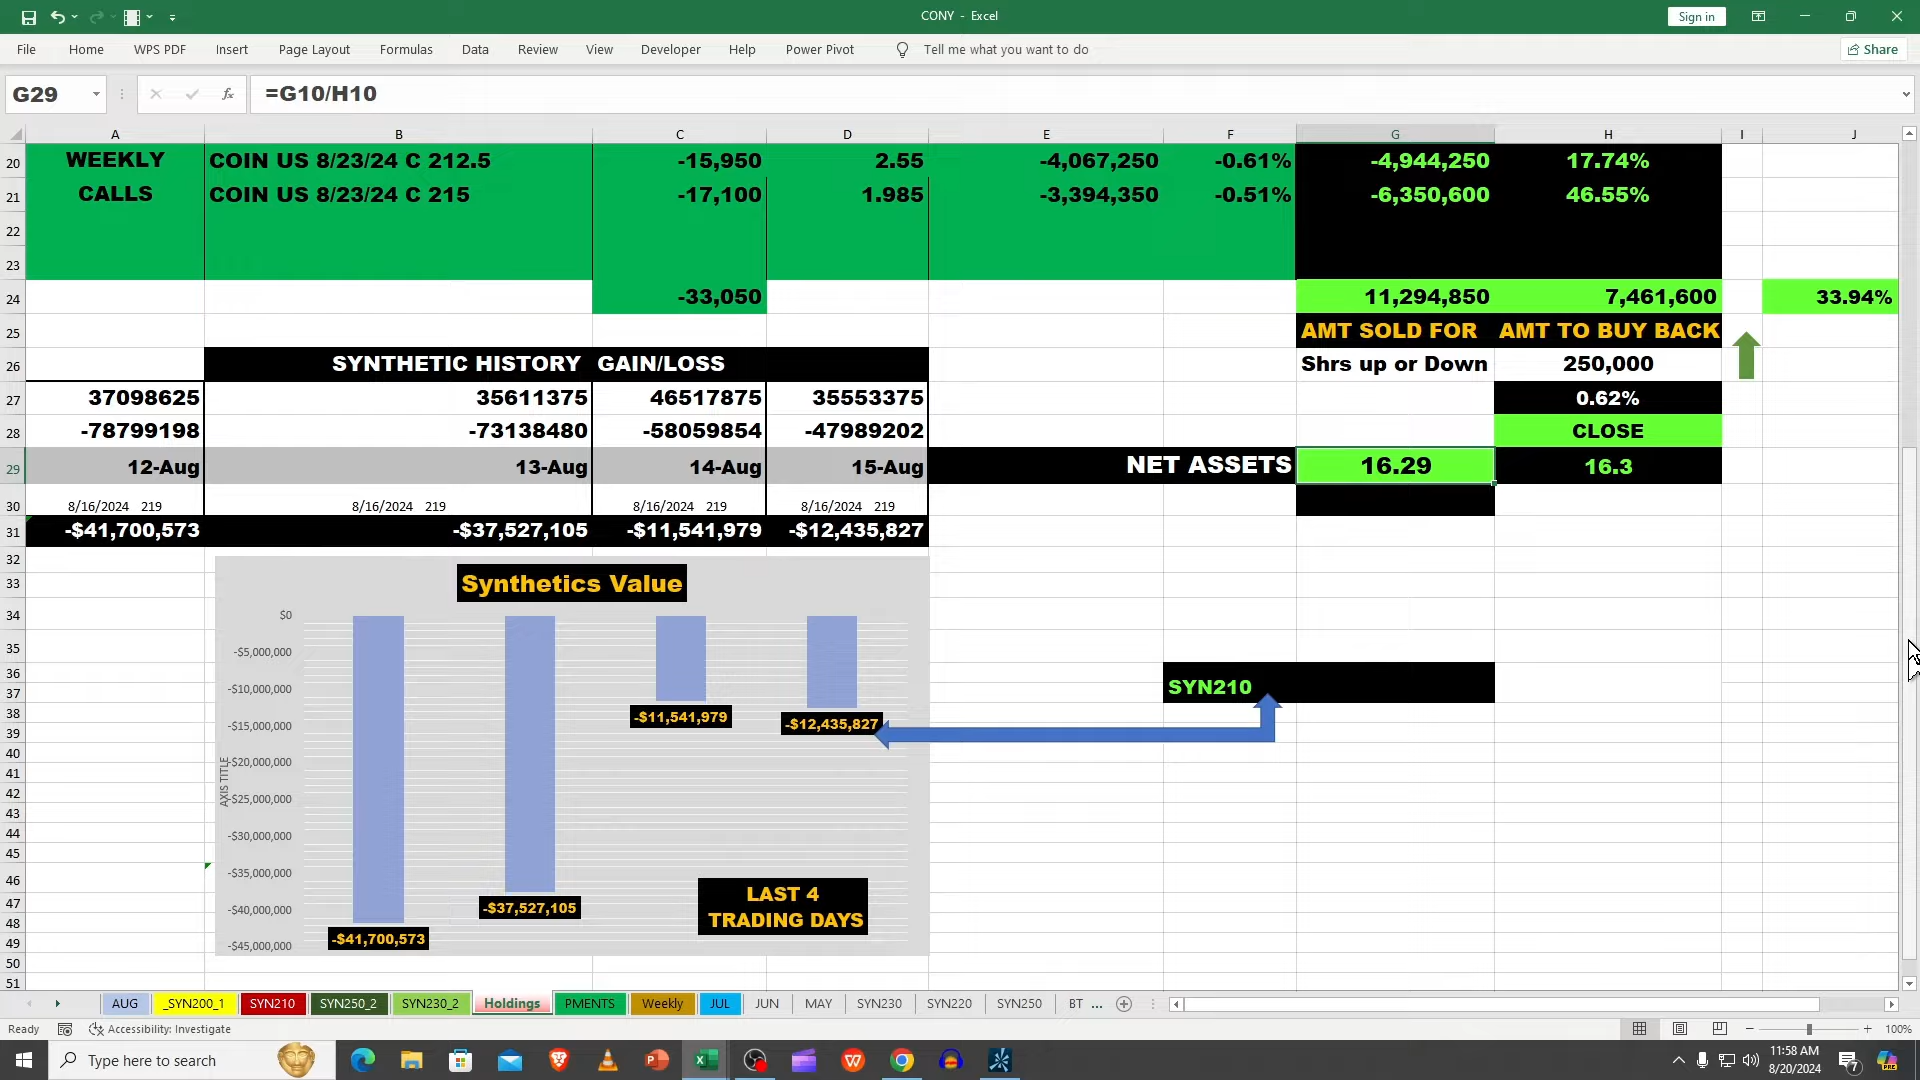 CONY - Excel
Sign in
File Home WPS PDF Insert Page Layout Formulas Data Review View Developer Help Power Pivot Tell me what you want to do Share
G29 fx =G10/H10
A B C D E F G H I J
20 WEEKLY COIN US 8/23/24 C 212.5 -15,950 2.55 -4,067,250 -0.61% -4,944,250 17.74%
21 CALLS COIN US 8/23/24 C 215 -17,100 1.985 -3,394,350 -0.51% -6,350,600 46.55%
22
23
24 -33,050 11,294,850 7,461,600 33.94%
25 AMT SOLD FOR AMT TO BUY BACK
26 SYNTHETIC HISTORY GAIN/LOSS Shrs up or Down 250,000
27 37098625 35611375 46517875 35553375 0.62%
28 -78799198 -73138480 -58059854 -47989202 CLOSE
29 12-Aug 13-Aug 14-Aug 15-Aug NET ASSETS 16.29 16.3
30 8/16/2024 219 8/16/2024 219 8/16/2024 219 8/16/2024 219
31 -$41,700,573 -$37,527,105 -$11,541,979 -$12,435,827
32
33 Synthetics Value
34 $0
35 -$5,000,000
36
37 -$10,000,000 SYN210
38 -$11,541,979 -$12,435,827
39 -$15,000,000
40
41 -$20,000,000
42 AXIS TITLE
43 -$25,000,000
44 -$30,000,000
45
46 -$35,000,000 LAST 4
47 -$40,000,000 -$37,527,105 TRADING DAYS
48
49 -$45,000,000 -$41,700,573
50
51
AUG _SYN200_1 SYN210 SYN250_2 SYN230_2 Holdings PMENTS Weekly JUL JUN MAY SYN230 SYN220 SYN250 BT ...
Ready Accessibility: Investigate 100%
Type here to search
11:58 AM
8/20/2024
7
PRE